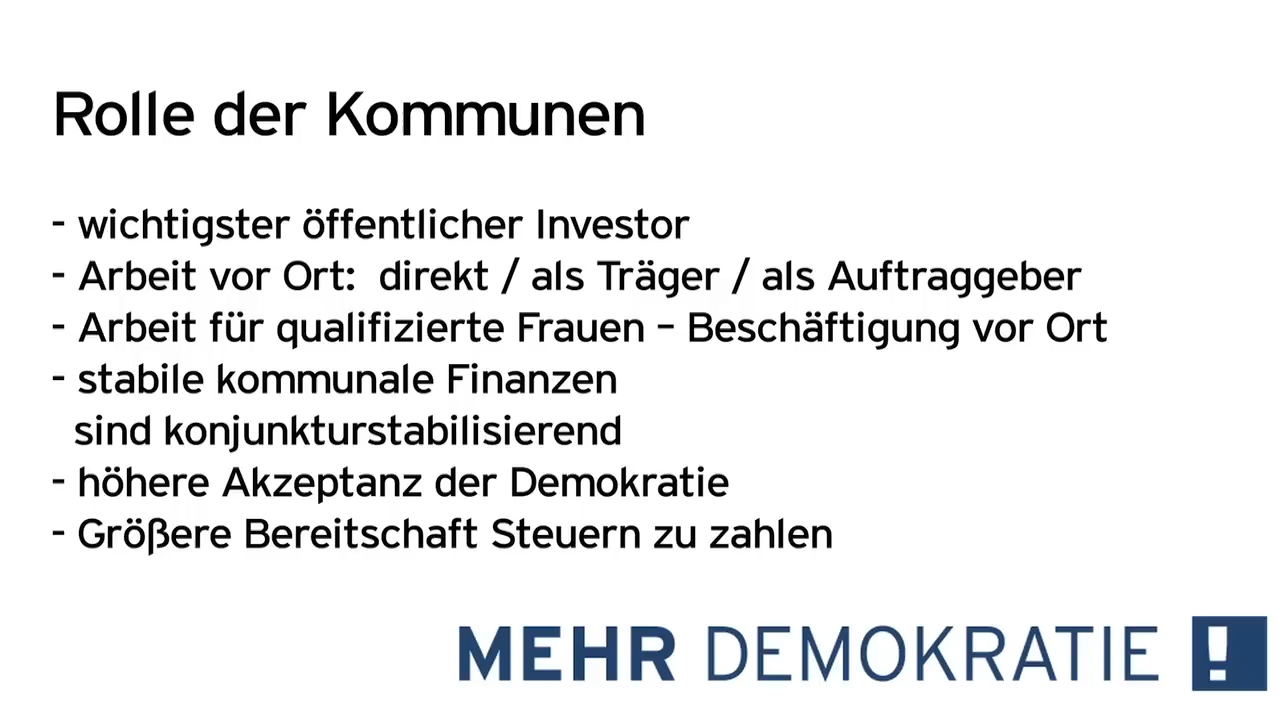 Rolle der Kommunen
- wichtigster öffentlicher Investor
- Arbeit vor Ort:  direkt / als Träger / als Auftraggeber
- Arbeit für qualifizierte Frauen – Beschäftigung vor Ort
- stabile kommunale Finanzen
sind konjunkturstabilisierend
- höhere Akzeptanz der Demokratie
- Größere Bereitschaft Steuern zu zahlen
MEHR DEMOKRATIE !